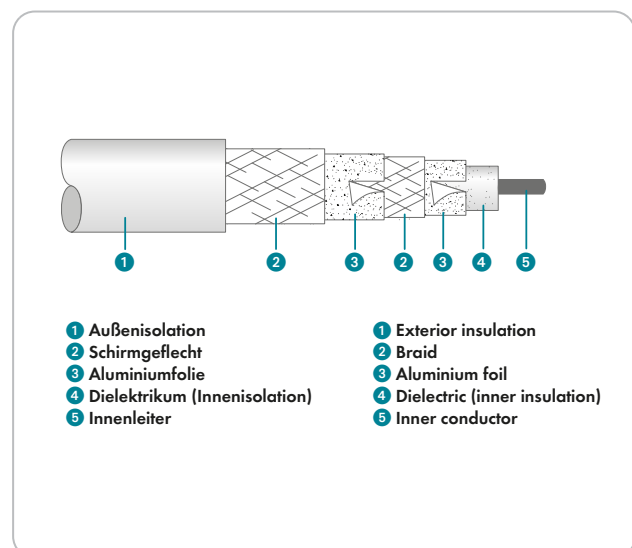 1 2 3 2 3 4 5
1 Außenisolation
2 Schirmgeflecht
3 Aluminiumfolie
4 Dielektrikum (Innenisolation)
5 Innenleiter
1 Exterior insulation
2 Braid
3 Aluminium foil
4 Dielectric (inner insulation)
5 Inner conductor